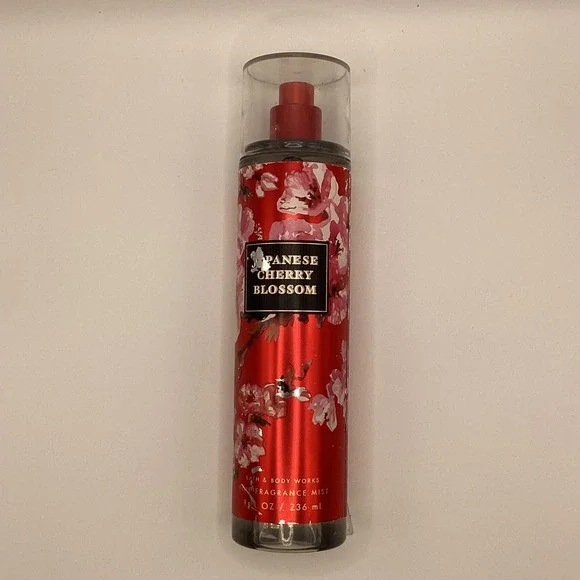 PANESE
CHERRY
BLOSSOM
& BODY WORKS
FRAGRANCE MIST
OZ / 236 mL